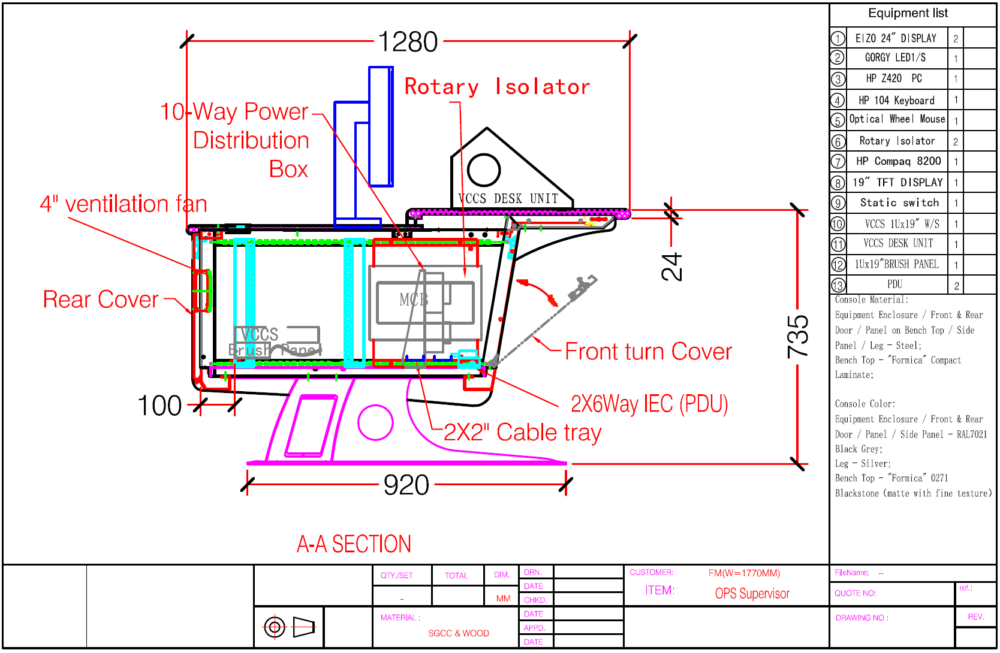 1280
Rotary Isolator
10-Way Power
Distribution
Box
4" ventilation fan
VCCS DESK UNIT
24
Rear Cover
MCB
VCCS
Brush Panel
735
Front turn Cover
100
2X6Way IEC (PDU)
2X2" Cable tray
920
A-A SECTION
Equipment list
1 EIZO 24" DISPLAY 2
2 GORGY LED1/S 1
3 HP Z420 PC 1
4 HP 104 Keyboard 1
5 Optical Wheel Mouse 1
6 Rotary Isolator 2
7 HP Compaq 8200 1
8 19" TFT DISPLAY 1
9 Static switch 1
10 VCCS 1Ux19" W/S 1
11 VCCS DESK UNIT 1
12 1Ux19"BRUSH PANEL 1
13 PDU 2
Console Material:
Equipment Enclosure / Front & Rear
Door / Panel on Bench Top / Side
Panel / Leg - Steel;
Bench Top - "Formica" Compact
Laminate;
Console Color:
Equipment Enclosure / Front & Rear
Door / Panel / Side Panel - RAL7021
Black Grey;
Leg - Silver;
Bench Top - "Formica" 0271
Blackstone (matte with fine texture)
QTY./SET TOTAL DIM.
- MM
MATERIAL :
SGCC & WOOD
DRN.
DATE
CHKD.
DATE
APPD.
DATE
CUSTOMER: FM(W=1770MM)
ITEM: OPS Supervisor
FileName: --
QUOTE NO: ref.:
DRAWING NO : REV.